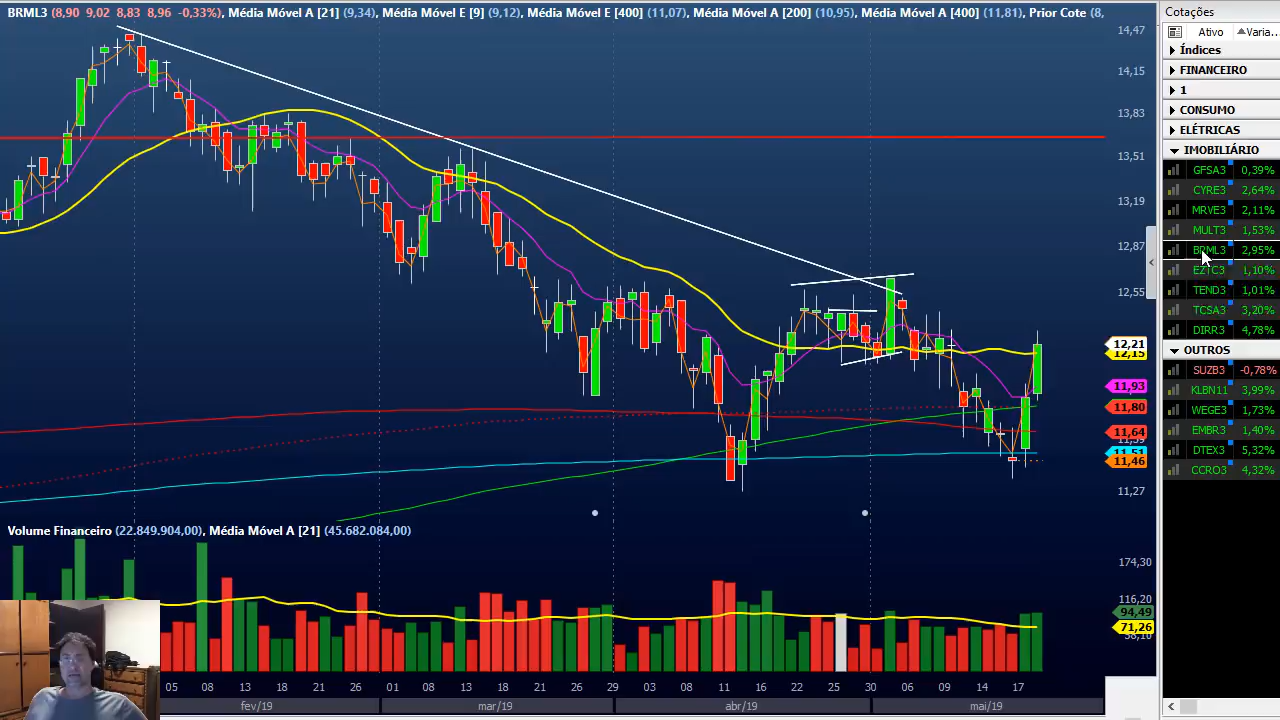 BRML3 (8,90 9,02 8,83 8,96 -0,33%), Média Móvel A [21] (9,34), Média Móvel E [9] (9,12), Média Móvel E [400] (11,07), Média Móvel A [200] (10,95), Média Móvel A [400] (11,81), Prior Cote (8,
14,47
14,15
13,83
13,51
13,19
12,87
12,55
12,21
12,15
11,93
11,80
11,64
11,59
11,51
11,46
11,27
Volume Financeiro (22.849.904,00), Média Móvel A [21] (45.682.084,00)
174,30
116,20
94,49
71,26
58,10
05 08 13 18 21 26 01 08 13 18 21 26 29 03 08 11 16 22 25 30 06 09 14 17
fev/19 mar/19 abr/19 mai/19
Cotações
Ativo Varia...
Índices
FINANCEIRO
1
CONSUMO
ELÉTRICAS
IMOBILIÁRIO
GFSA3 0,39%
CYRE3 2,64%
MRVE3 2,11%
MULT3 1,53%
BRML3 2,95%
EZTC3 1,10%
TEND3 1,01%
TCSA3 3,20%
DIRR3 4,78%
OUTROS
SUZB3 -0,78%
KLBN11 3,99%
WEGE3 1,73%
EMBR3 1,40%
DTEX3 5,32%
CCRO3 4,32%